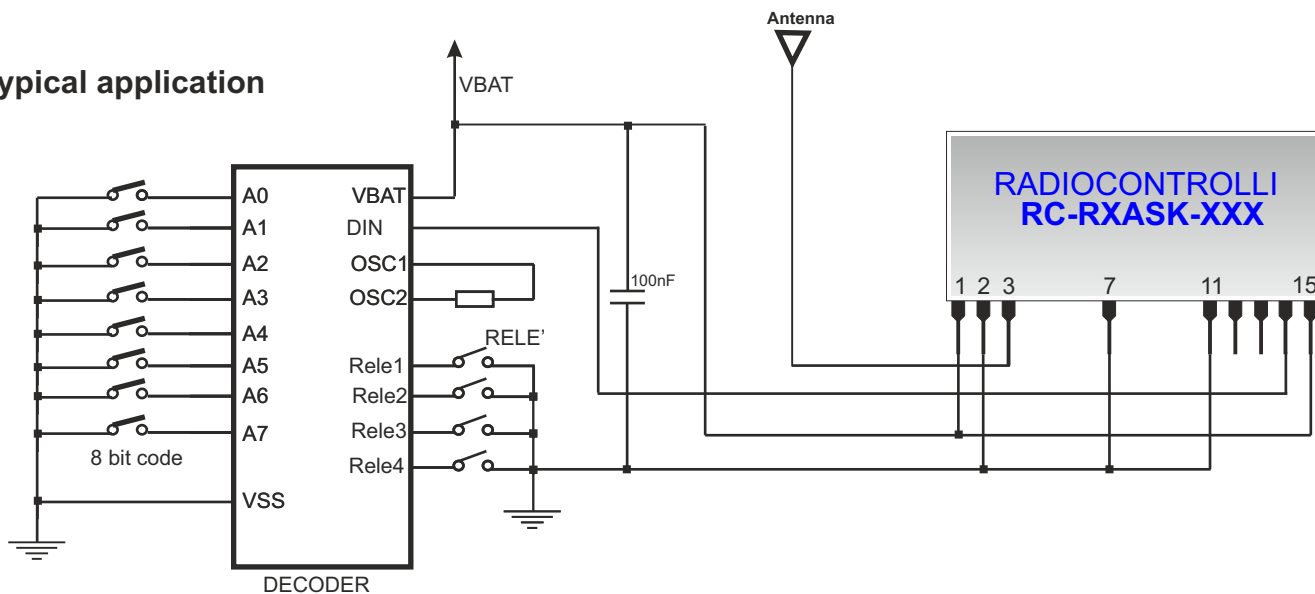 Antenna
ypical application
VBAT
RADIOCONTROLLI
RC-RXASK-XXX
1 2 3 7 11 15
A0 VBAT
A1 DIN
A2 OSC1
A3 OSC2
100nF
A4
RELE'
A5 Rele1
A6 Rele2
A7 Rele3
8 bit code
Rele4
VSS
DECODER